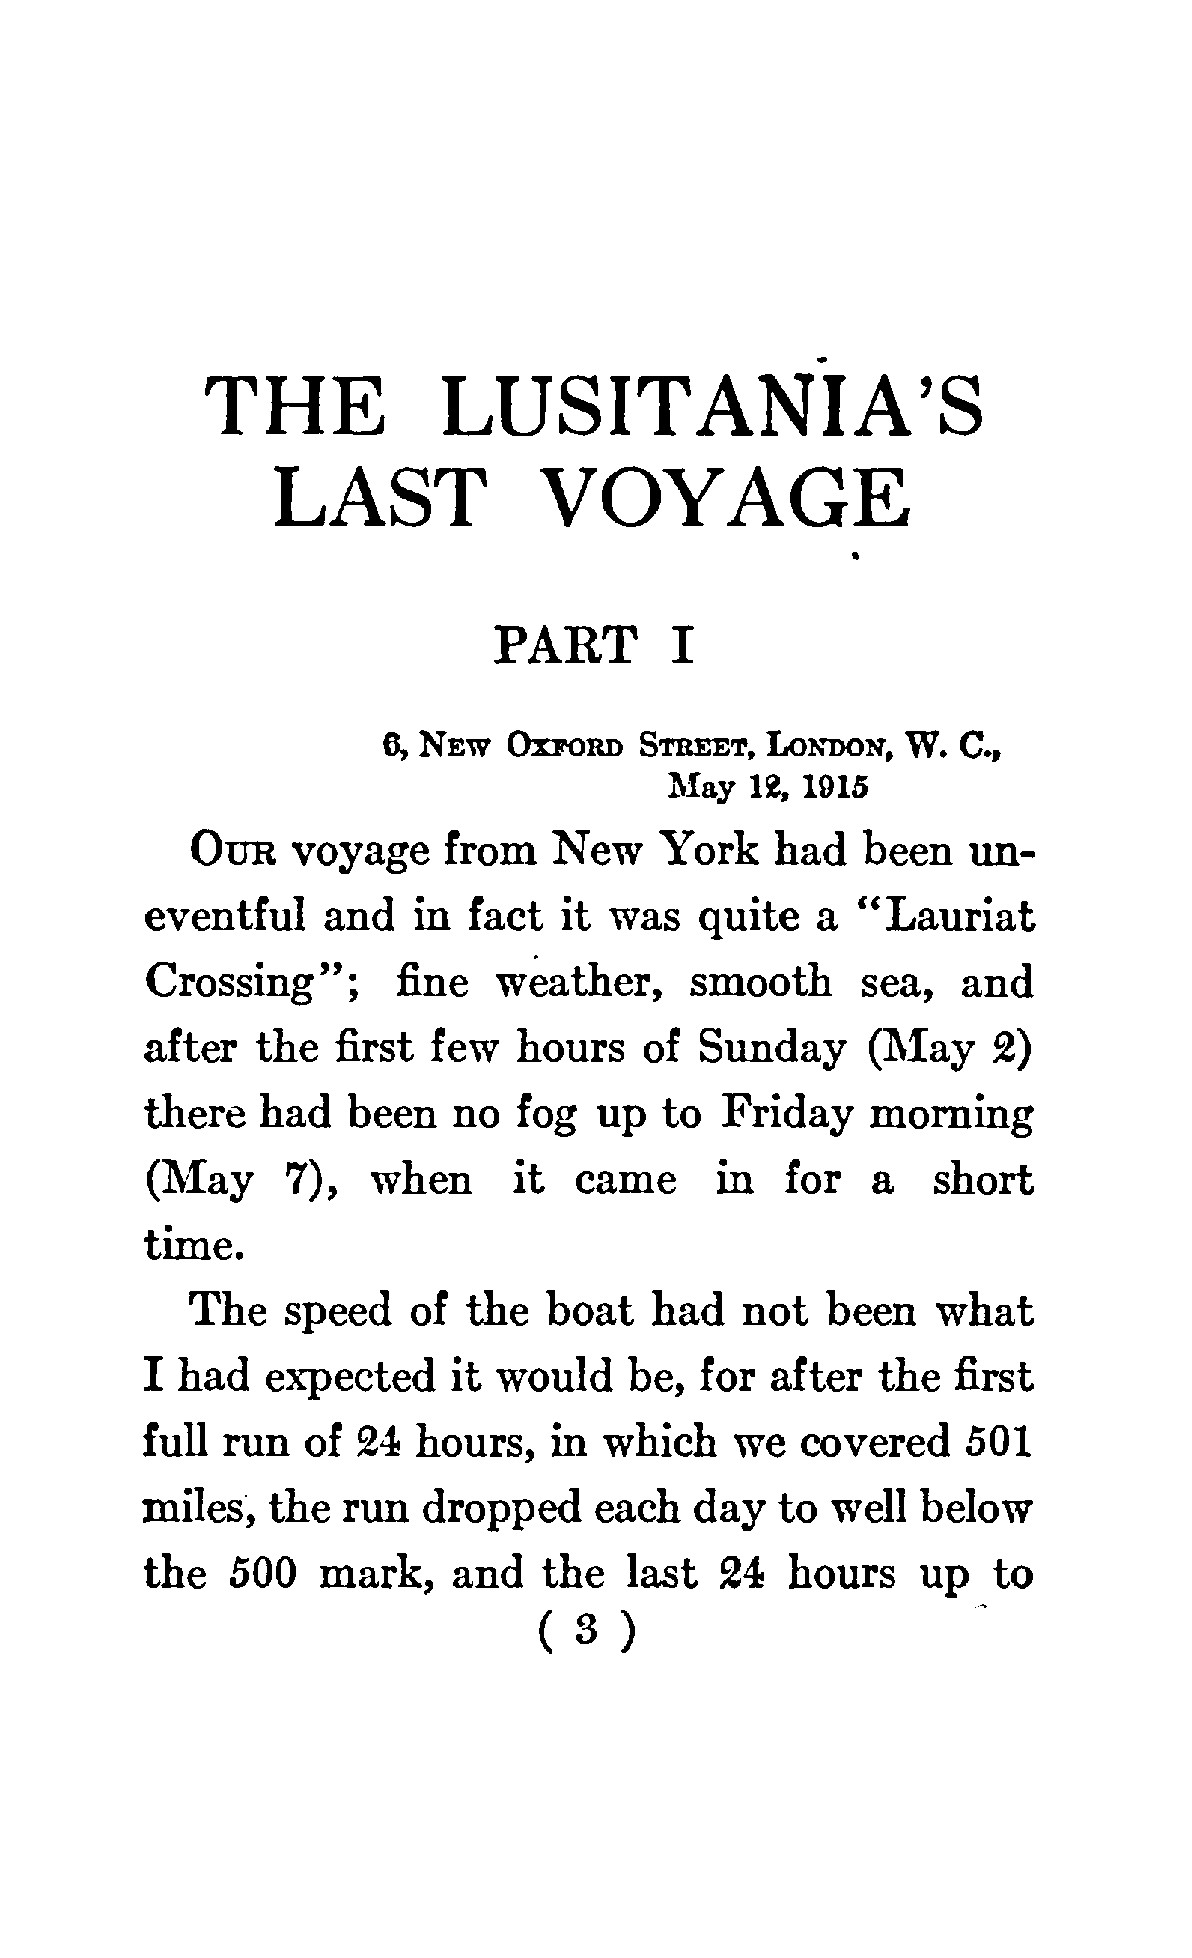 THE LUSITANIA'S
LAST VOYAGE
PART I
6, New Oxford Street, London, W. C.,
May 12, 1915
Our voyage from New York had been un-
eventful and in fact it was quite a “Lauriat
Crossing”; fine weather, smooth sea, and
after the first few hours of Sunday (May 2)
there had been no fog up to Friday morning
(May 7), when it came in for a short
time.
The speed of the boat had not been what
I had expected it would be, for after the first
full run of 24 hours, in which we covered 501
miles, the run dropped each day to well below
the 500 mark, and the last 24 hours up to
( 3 )